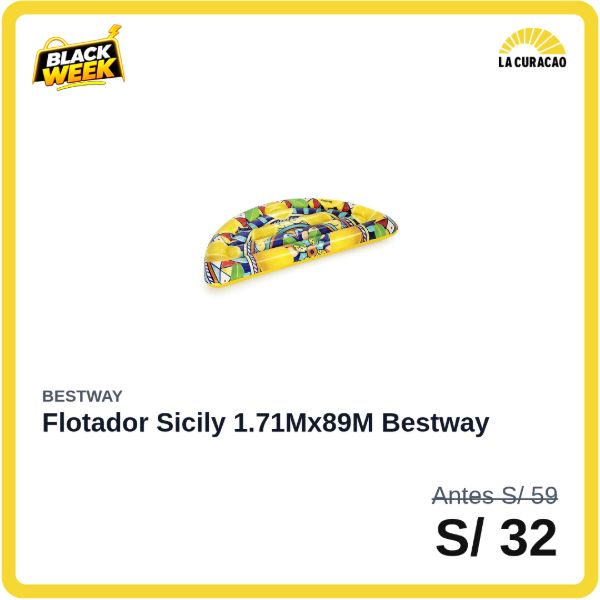 BLACK
WEEK
LA CURACAO
BESTWAY
Flotador Sicily 1.71Mx89M Bestway
Antes S/ 59
S/ 32